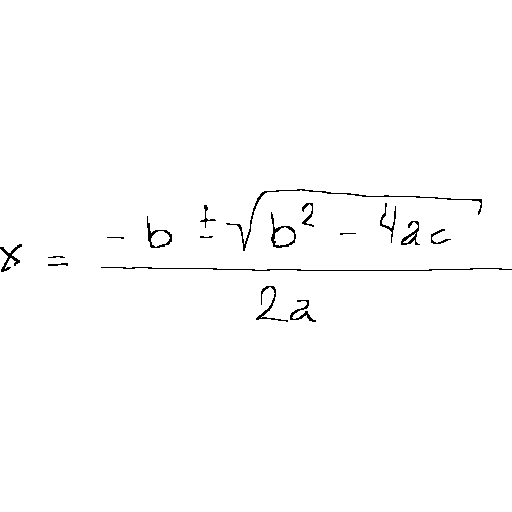 x = (-b ± √(b² - 4ac)) / 2a